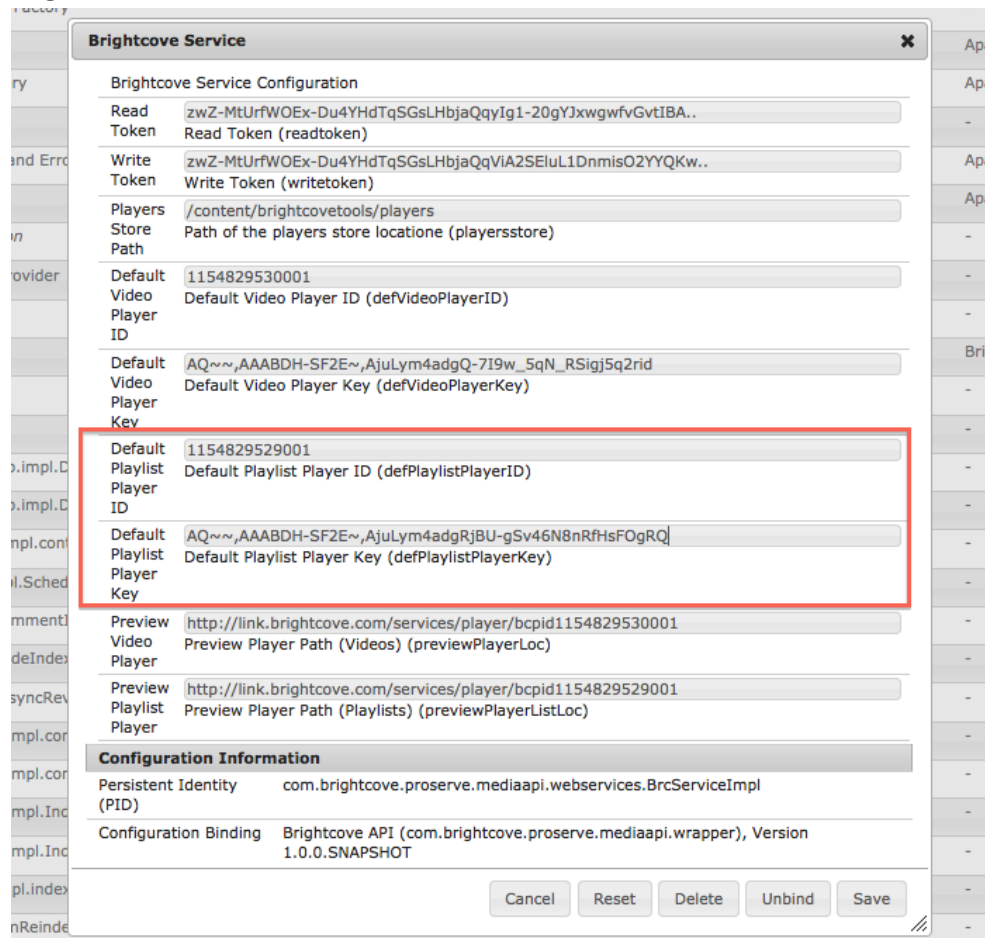 Brightcove Service
Brightcove Service Configuration
Read Token
zwZ-MtUrfWOEx-Du4YHdTqSGsLHbjaQqyIg1-20gYJxwgwfvGvtIBA..
Read Token (readtoken)
Write Token
zwZ-MtUrfWOEx-Du4YHdTqSGsLHbjaQqViA2SEluL1DnmisO2YYQKw..
Write Token (writetoken)
Players Store Path
/content/brightcovetools/players
Path of the players store locatione (playersstore)
Default Video Player ID
1154829530001
Default Video Player ID (defVideoPlayerID)
Default Video Player Key
AQ~~,AAABDH-SF2E~,AjuLym4adgQ-7I9w_5qN_RSigj5q2rid
Default Video Player Key (defVideoPlayerKey)
Default Playlist Player ID
1154829529001
Default Playlist Player ID (defPlaylistPlayerID)
Default Playlist Player Key
AQ~~,AAABDH-SF2E~,AjuLym4adgRjBU-gSv46N8nRfHsFOgRQ
Default Playlist Player Key (defPlaylistPlayerKey)
Preview Video Player
http://link.brightcove.com/services/player/bcpid1154829530001
Preview Player Path (Videos) (previewPlayerLoc)
Preview Playlist Player
http://link.brightcove.com/services/player/bcpid1154829529001
Preview Player Path (Playlists) (previewPlayerListLoc)
Configuration Information
Persistent Identity (PID)
com.brightcove.proserve.mediaapi.webservices.BrcServiceImpl
Configuration Binding
Brightcove API (com.brightcove.proserve.mediaapi.wrapper), Version
1.0.0.SNAPSHOT
Cancel Reset Delete Unbind Save